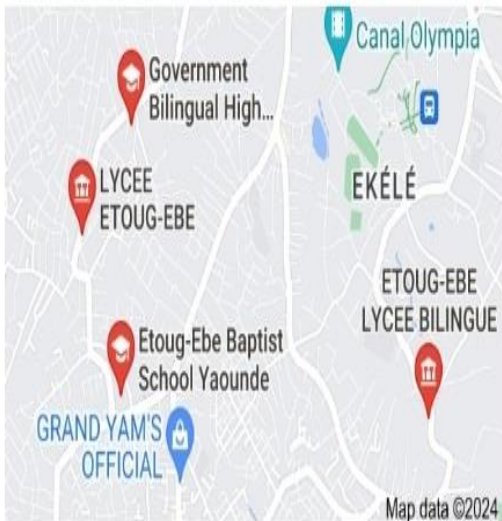 Canal Olympia
Government
Bilingual High...
LYCEE
ETOUG-EBE
EKÉLÉ
ETOUG-EBE
LYCEE BILINGUE
Etoug-Ebe Baptist
School Yaounde
GRAND YAM'S
OFFICIAL
Map data ©2024